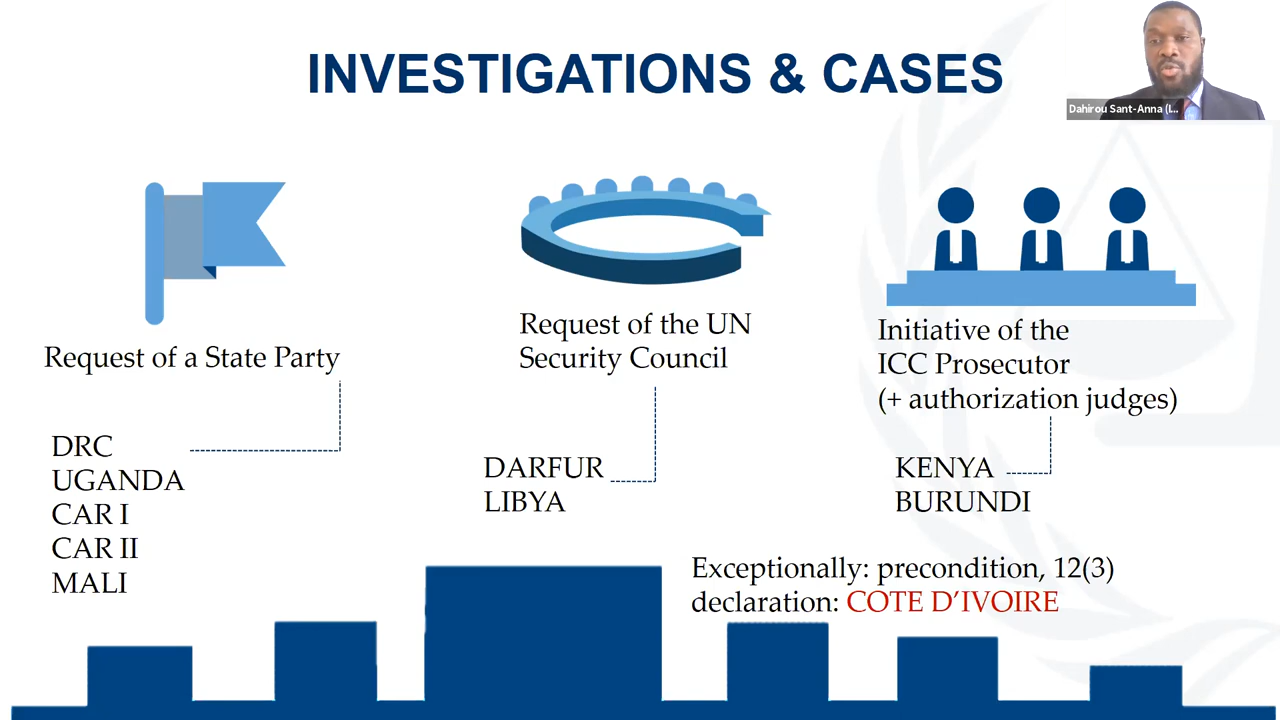 INVESTIGATIONS & CASES
Dahirou Sant-Anna (I...
Request of a State Party
DRC
UGANDA
CAR I
CAR II
MALI
Request of the UN
Security Council
DARFUR
LIBYA
Initiative of the
ICC Prosecutor
(+ authorization judges)
KENYA
BURUNDI
Exceptionally: precondition, 12(3)
declaration: COTE D’IVOIRE